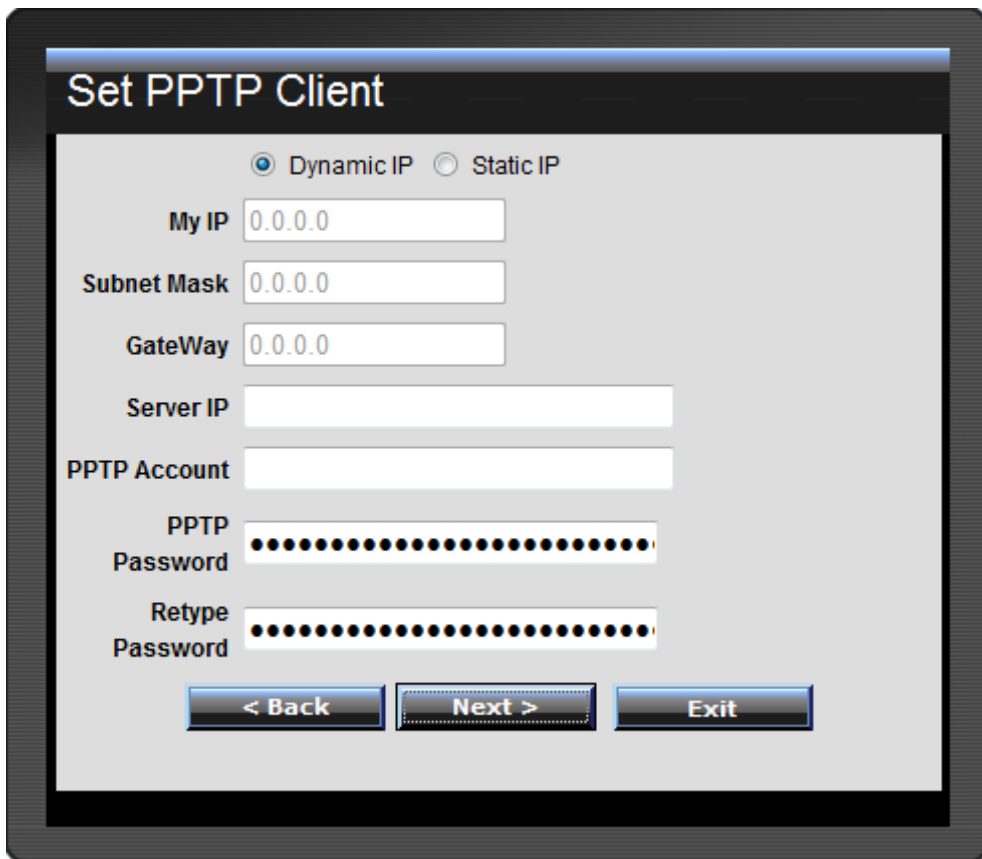 Set PPTP Client
Dynamic IP Static IP
My IP 0.0.0.0
Subnet Mask 0.0.0.0
GateWay 0.0.0.0
Server IP
PPTP Account
PPTP
Password
Retype
Password
< Back Next > Exit